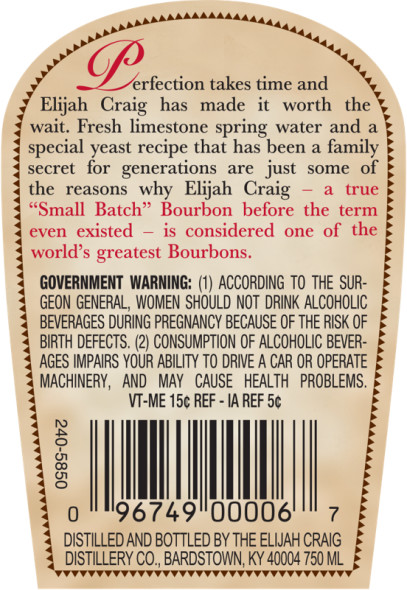 Perfection takes time and
Elijah Craig has made it worth the
wait. Fresh limestone spring water and a
special yeast recipe that has been a family
secret for generations are just some of
the reasons why Elijah Craig – a true
“Small Batch” Bourbon before the term
even existed – is considered one of the
world’s greatest Bourbons.
GOVERNMENT WARNING: (1) ACCORDING TO THE SUR-
GEON GENERAL, WOMEN SHOULD NOT DRINK ALCOHOLIC
BEVERAGES DURING PREGNANCY BECAUSE OF THE RISK OF
BIRTH DEFECTS. (2) CONSUMPTION OF ALCOHOLIC BEVER-
AGES IMPAIRS YOUR ABILITY TO DRIVE A CAR OR OPERATE
MACHINERY, AND MAY CAUSE HEALTH PROBLEMS.
VT-ME 15¢ REF - IA REF 5¢
240-5850
0 96749 00006 7
DISTILLED AND BOTTLED BY THE ELIJAH CRAIG
DISTILLERY CO., BARDSTOWN, KY 40004 750 ML